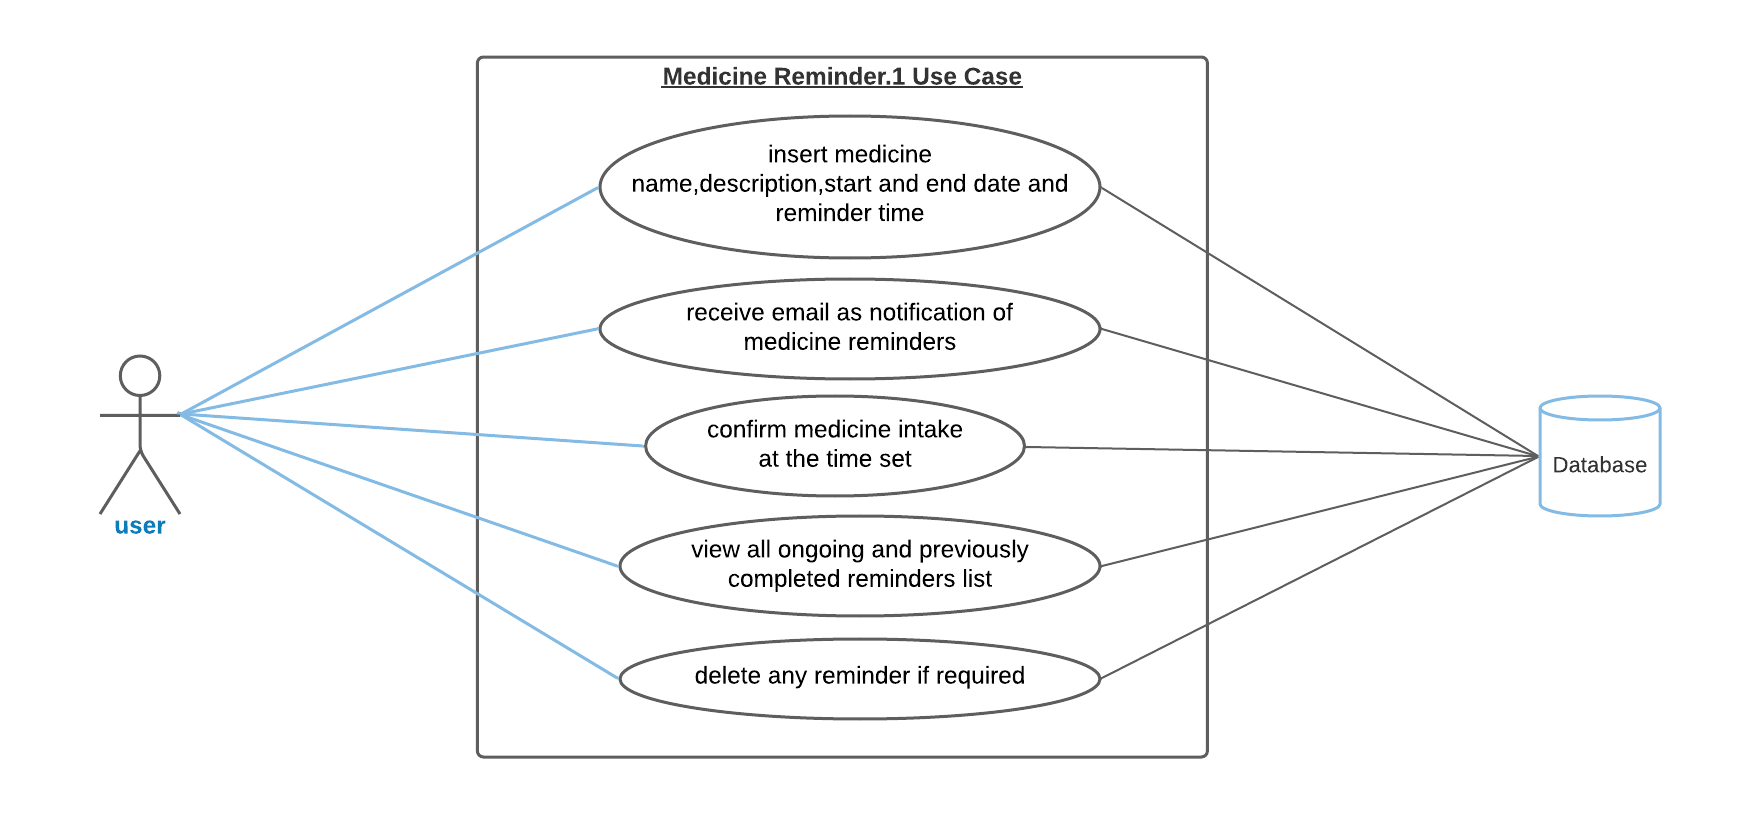 Medicine Reminder.1 Use Case
insert medicine
name,description,start and end date and
reminder time
receive email as notification of
medicine reminders
confirm medicine intake
at the time set
view all ongoing and previously
completed reminders list
delete any reminder if required
user
Database